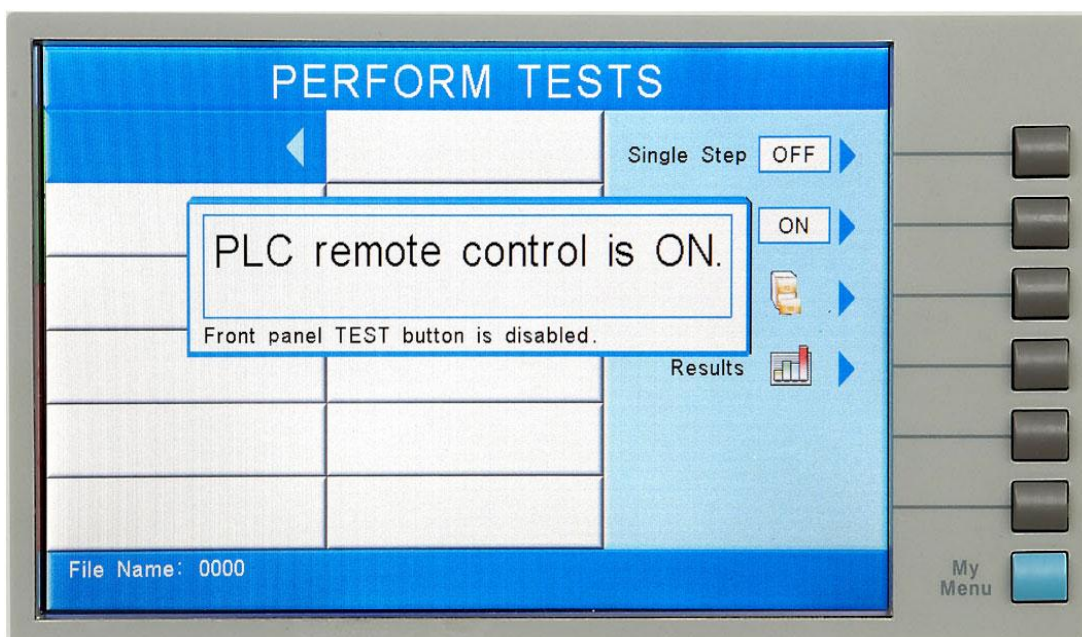 PERFORM TESTS
Single Step OFF
ON
PLC remote control is ON.
Front panel TEST button is disabled.
Results
File Name: 0000
My
Menu